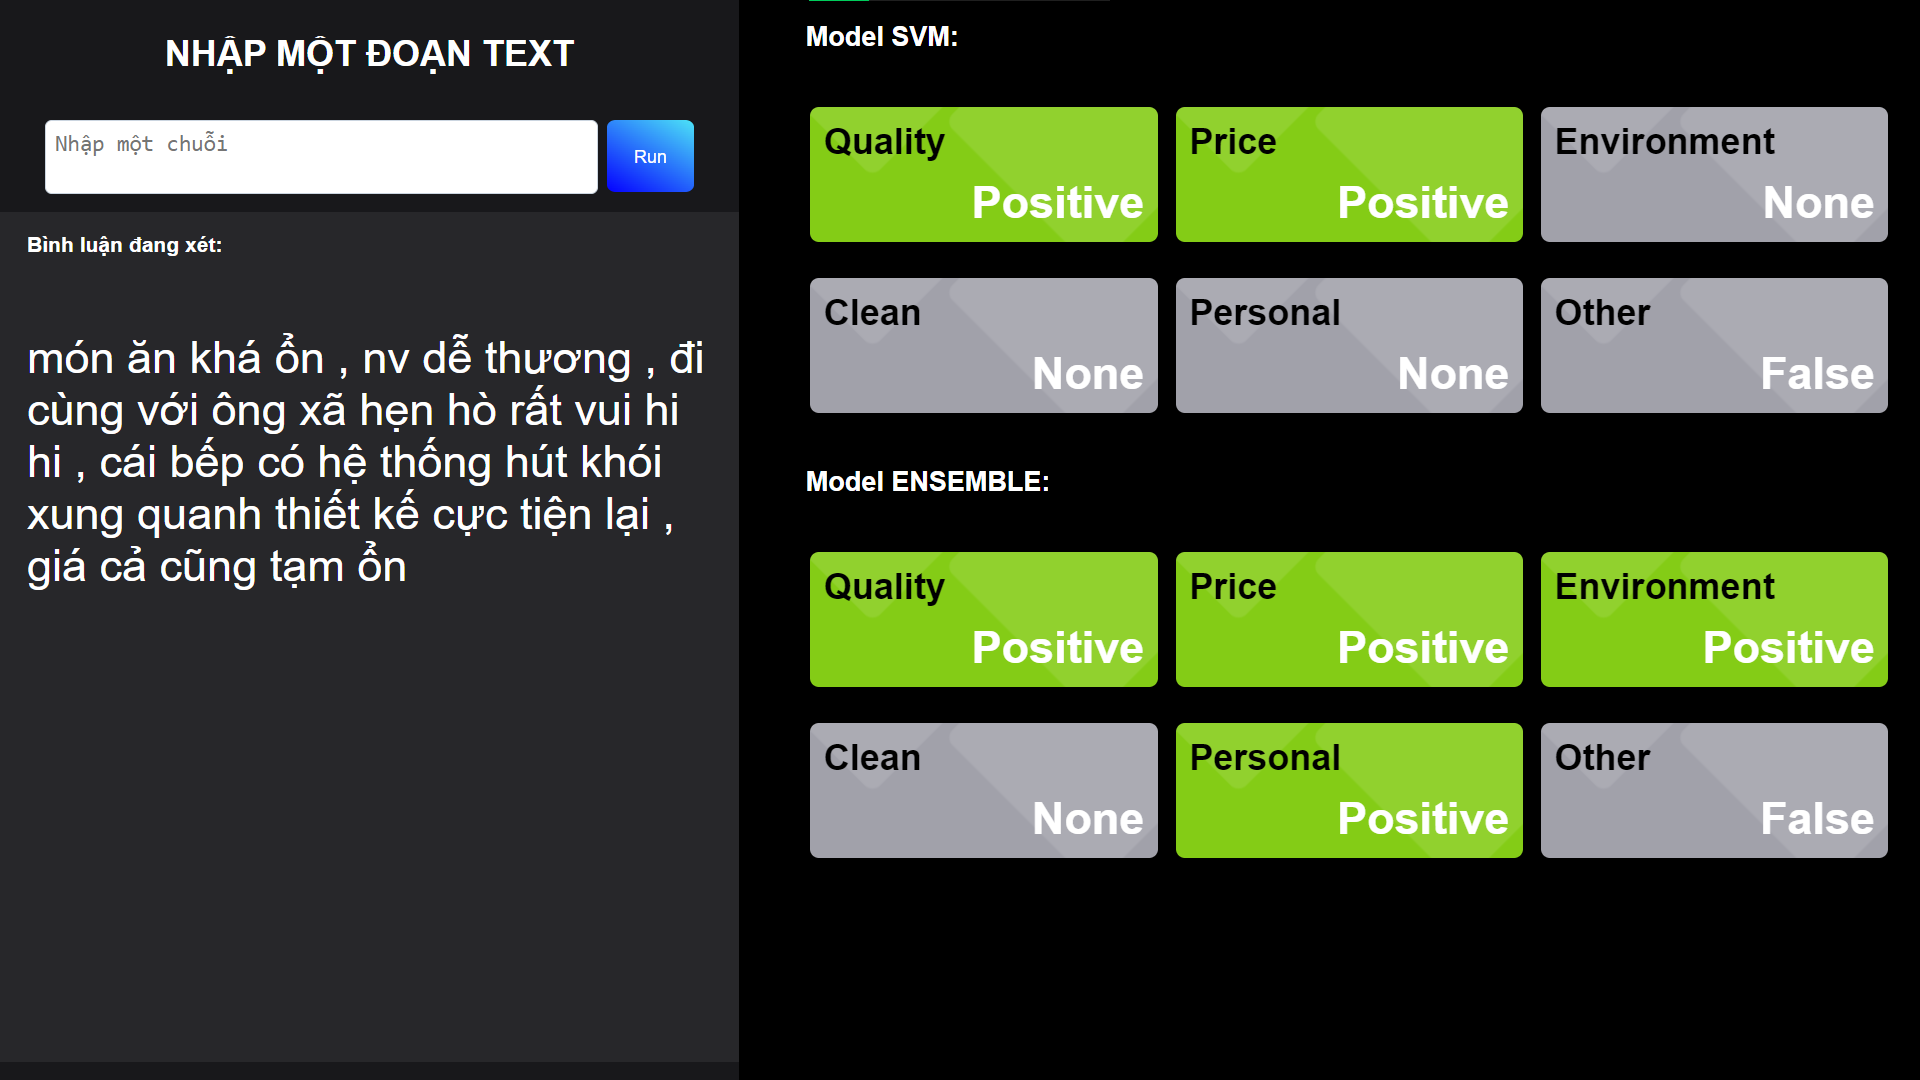 NHẬP MỘT ĐOẠN TEXT
Nhập một chuỗi
Run
Bình luận đang xét:
món ăn khá ổn , nv dễ thương , đi
cùng với ông xã hẹn hò rất vui hi
hi , cái bếp có hệ thống hút khói
xung quanh thiết kế cực tiện lại ,
giá cả cũng tạm ổn
Model SVM:
Quality
Positive
Price
Positive
Environment
None
Clean
None
Personal
None
Other
False
Model ENSEMBLE:
Quality
Positive
Price
Positive
Environment
Positive
Clean
None
Personal
Positive
Other
False